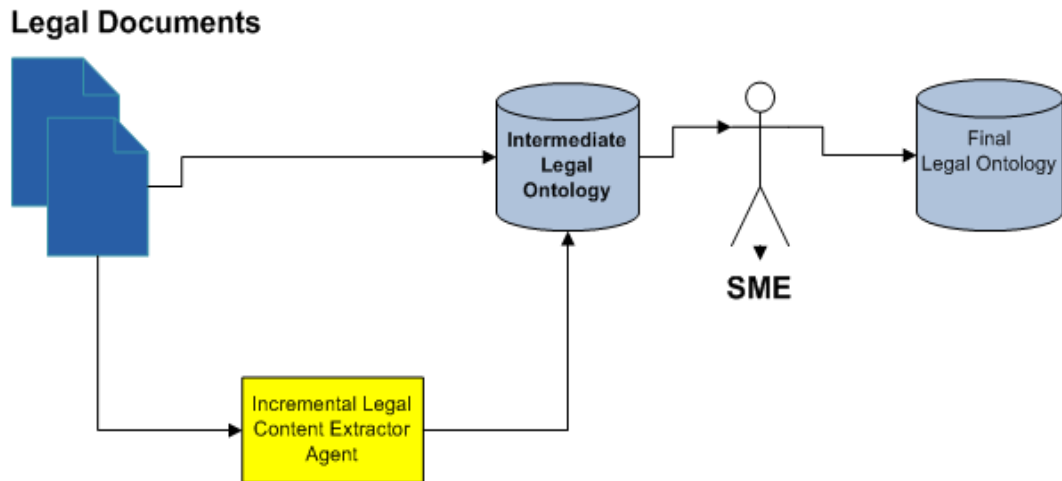 Legal Documents
Intermediate
Legal
Ontology
Final
Legal Ontology
SME
Incremental Legal
Content Extractor
Agent